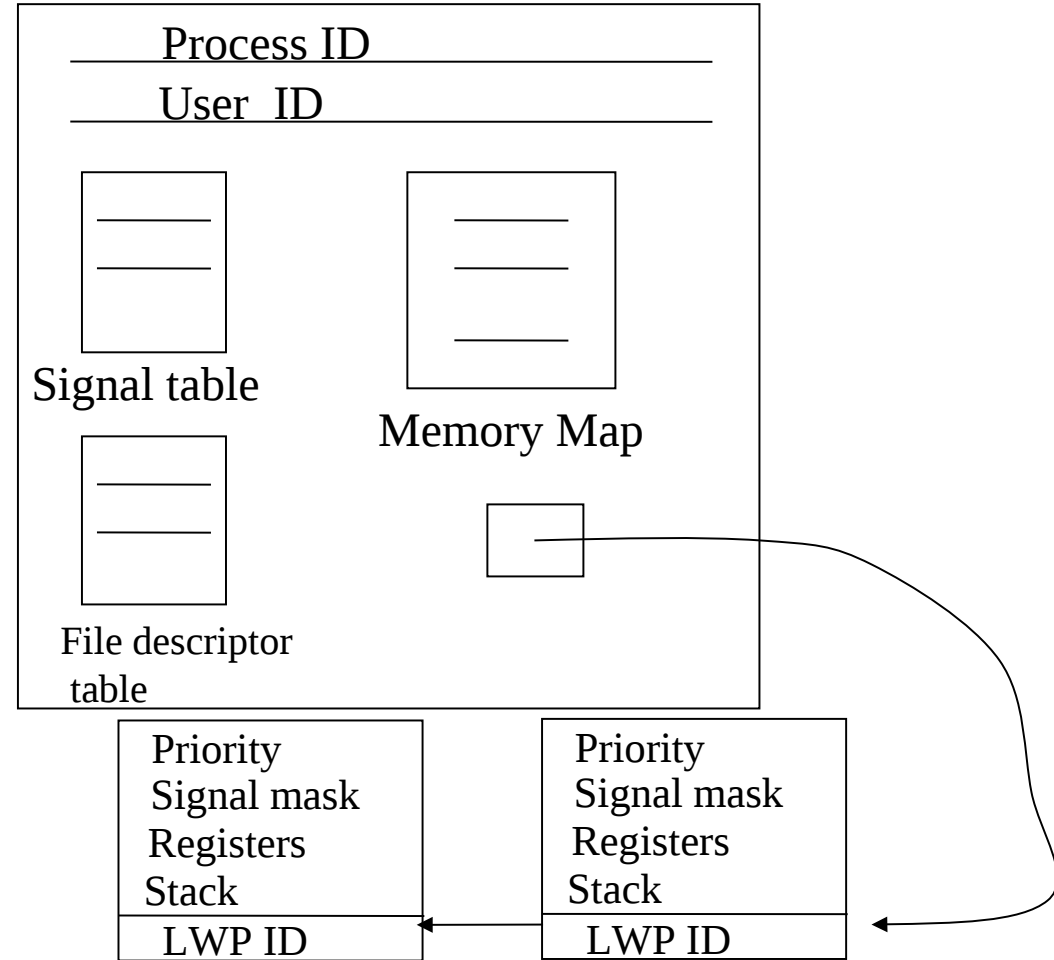 Process ID
User ID
Signal table
Memory Map
File descriptor
table
Priority
Signal mask
Registers
Stack
LWP ID
Priority
Signal mask
Registers
Stack
LWP ID